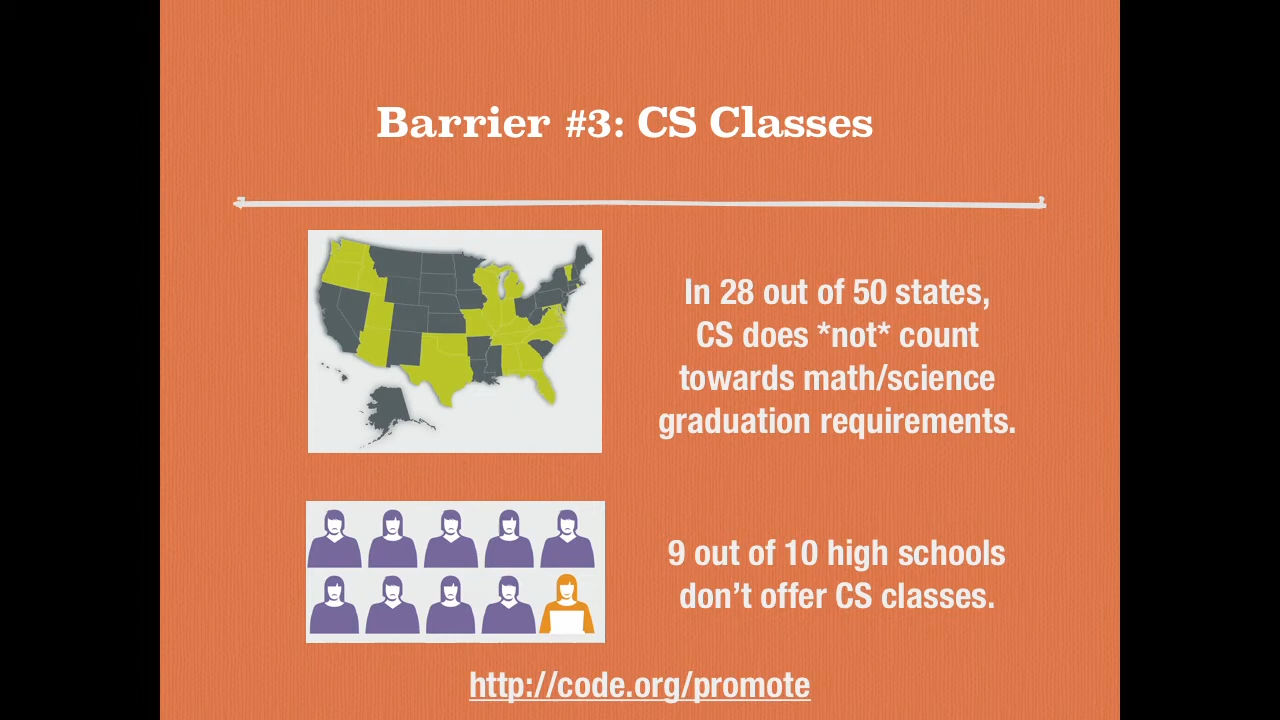 Barrier #3: CS Classes
In 28 out of 50 states,
CS does *not* count
towards math/science
graduation requirements.
9 out of 10 high schools
don't offer CS classes.
http://code.org/promote